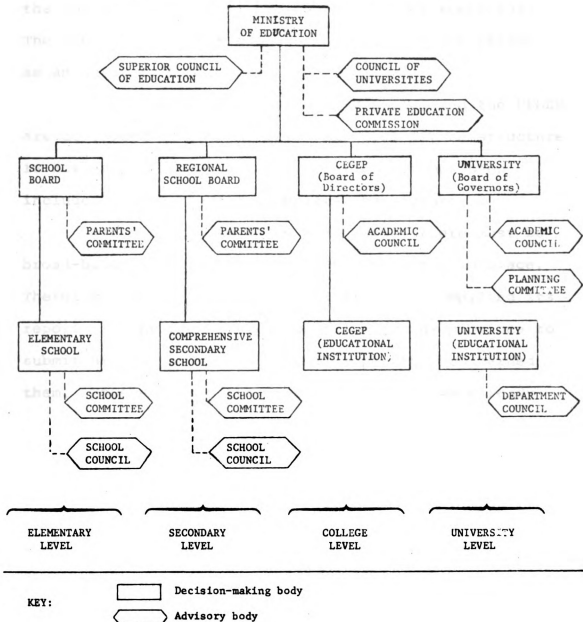 MINISTRY
OF EDUCATION
SUPERIOR COUNCIL
OF EDUCATION
COUNCIL OF
UNIVERSITIES
PRIVATE EDUCATION
COMMISSION
SCHOOL
BOARD
REGIONAL
SCHOOL BOARD
CEGEP
(Board of
Directors)
UNIVERSITY
(Board of
Governors)
PARENTS'
COMMITTEE
PARENTS'
COMMITTEE
ACADEMIC
COUNCIL
ACADEMIC
COUNCIL
PLANNING
COMMITTEE
ELEMENTARY
SCHOOL
COMPREHENSIVE
SECONDARY
SCHOOL
CEGEP
(EDUCATIONAL
INSTITUTION)
UNIVERSITY
(EDUCATIONAL
INSTITUTION)
SCHOOL
COMMITTEE
SCHOOL
COMMITTEE
DEPARTMENT
COUNCIL
SCHOOL
COUNCIL
SCHOOL
COUNCIL
ELEMENTARY
LEVEL
SECONDARY
LEVEL
COLLEGE
LEVEL
UNIVERSITY
LEVEL
KEY:
Decision-making body
Advisory body